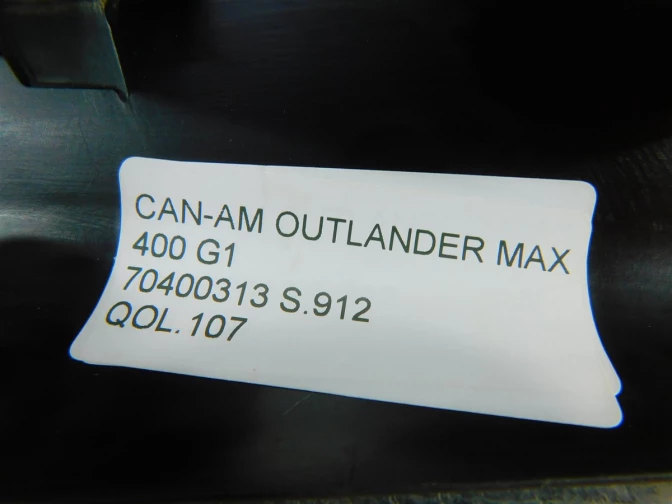 CAN-AM OUTLANDER MAX
400 G1
70400313 S.912
QOL.107